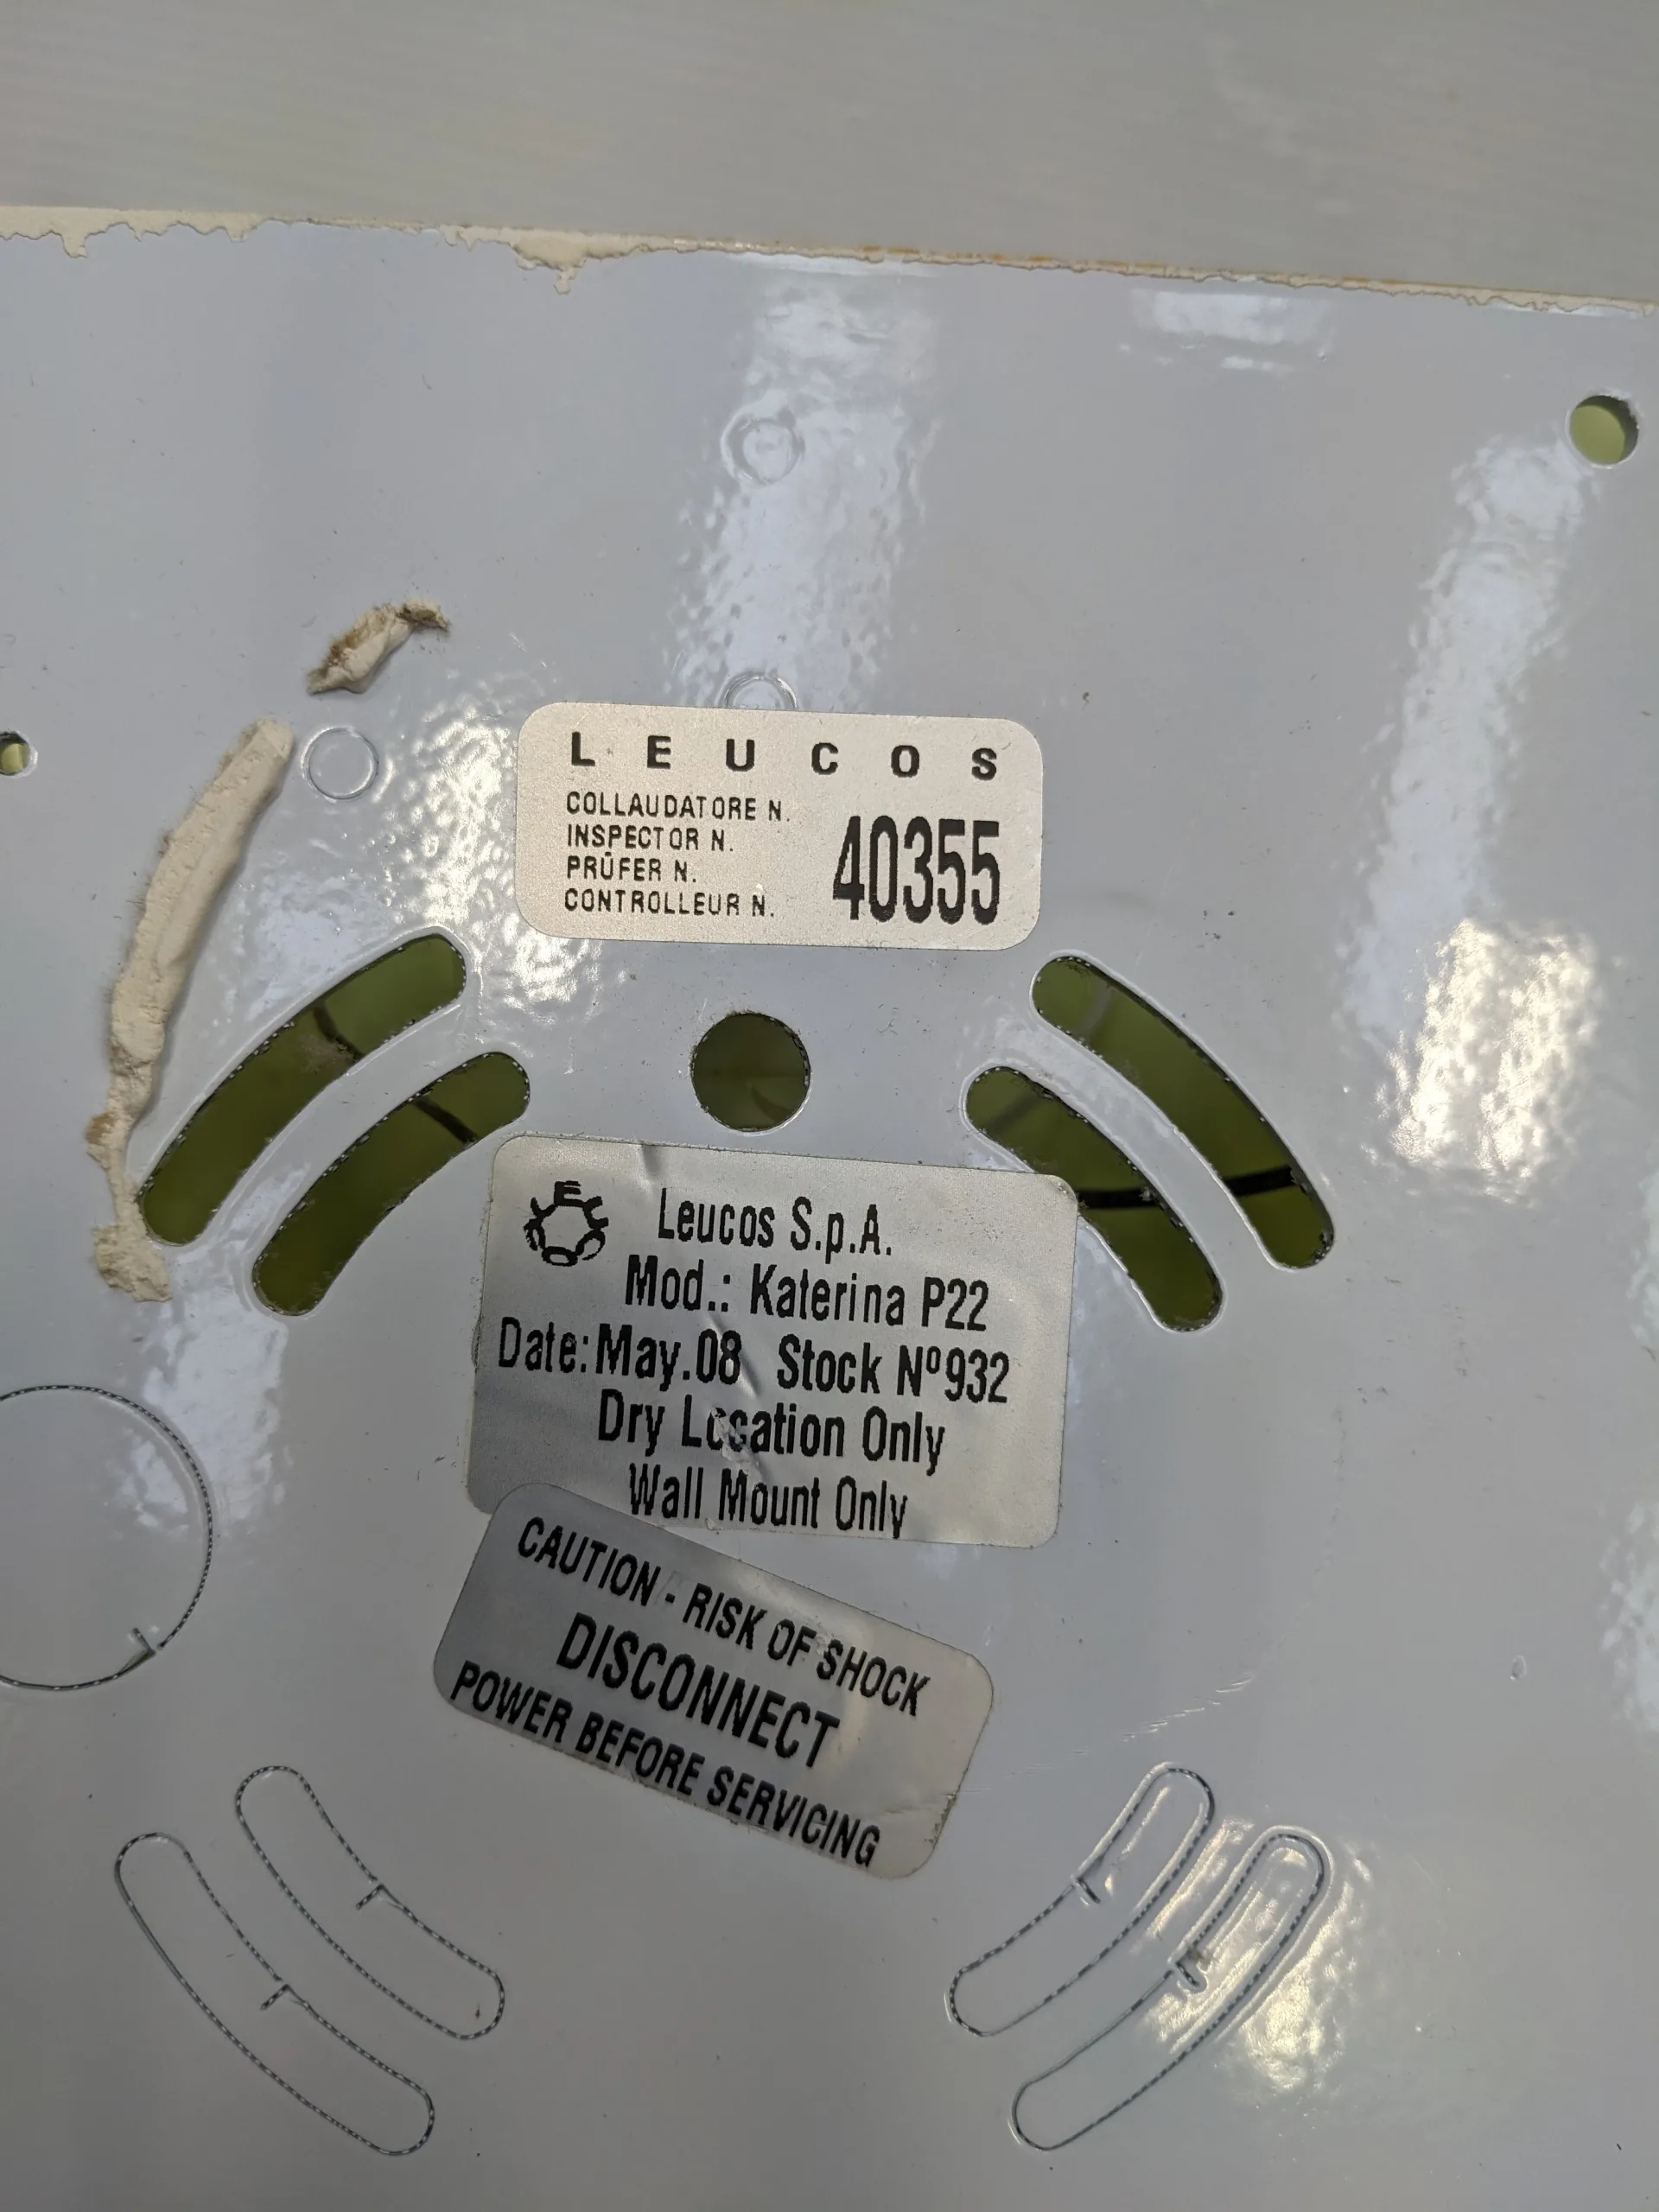 LEUCOS
COLLAUDATORE N.
INSPECTOR N.
PRÜFER N.
CONTROLLEUR N.
40355
Leucos S.p.A.
Mod.: Katerina P22
Date: May.08 Stock Nº932
Dry Location Only
Wall Mount Only
CAUTION - RISK OF SHOCK
DISCONNECT
POWER BEFORE SERVICING